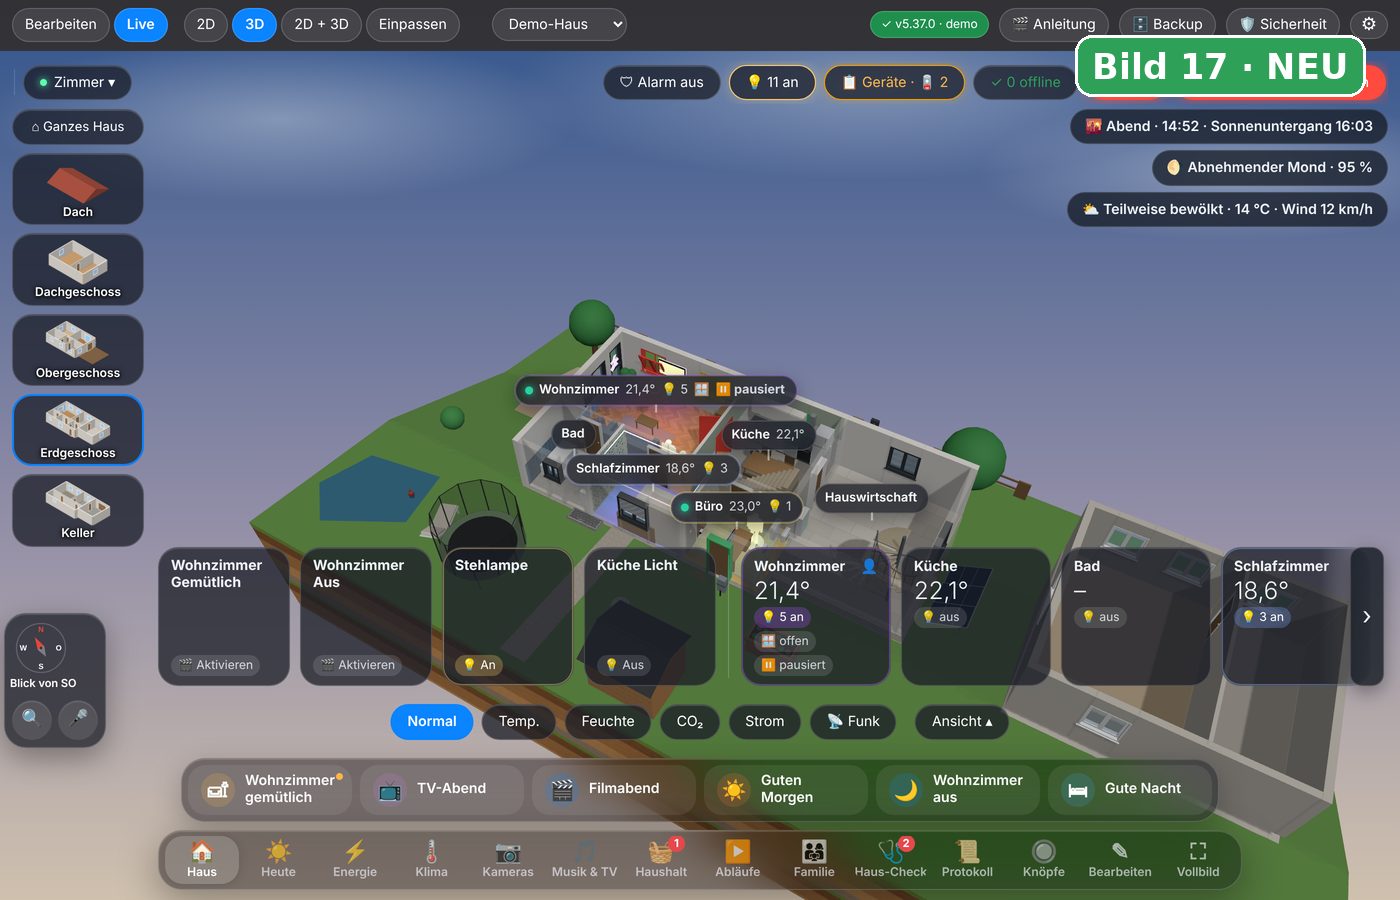 Bearbeiten Live 2D 3D 2D + 3D Einpassen Demo-Haus ✓ v5.37.0 · demo Anleitung Backup Sicherheit
Bild 17 · NEU
Zimmer ▾ Alarm aus 11 an Geräte · 2 ✓ 0 offline
⌂ Ganzes Haus
Abend · 14:52 · Sonnenuntergang 16:03
Abnehmender Mond · 95 %
Teilweise bewölkt · 14 °C · Wind 12 km/h
Dach
Dachgeschoss
Obergeschoss
Erdgeschoss
Keller
Wohnzimmer 21,4° 5 pausiert
Bad
Küche 22,1°
Schlafzimmer 18,6° 3
Büro 23,0° 1
Hauswirtschaft
Wohnzimmer
Gemütlich
Aktivieren
Wohnzimmer
Aus
Aktivieren
Stehlampe
An
Küche Licht
Aus
Wohnzimmer
21,4°
5 an
offen
pausiert
Küche
22,1°
aus
Bad
–
aus
Schlafzimmer
18,6°
3 an
›
N
W O
S
Blick von SO
Normal Temp. Feuchte CO₂ Strom Funk Ansicht ▴
Wohnzimmer
gemütlich
TV-Abend
Filmabend
Guten
Morgen
Wohnzimmer
aus
Gute Nacht
1 2
Haus Heute Energie Klima Kameras Musik & TV Haushalt Abläufe Familie Haus-Check Protokoll Knöpfe Bearbeiten Vollbild